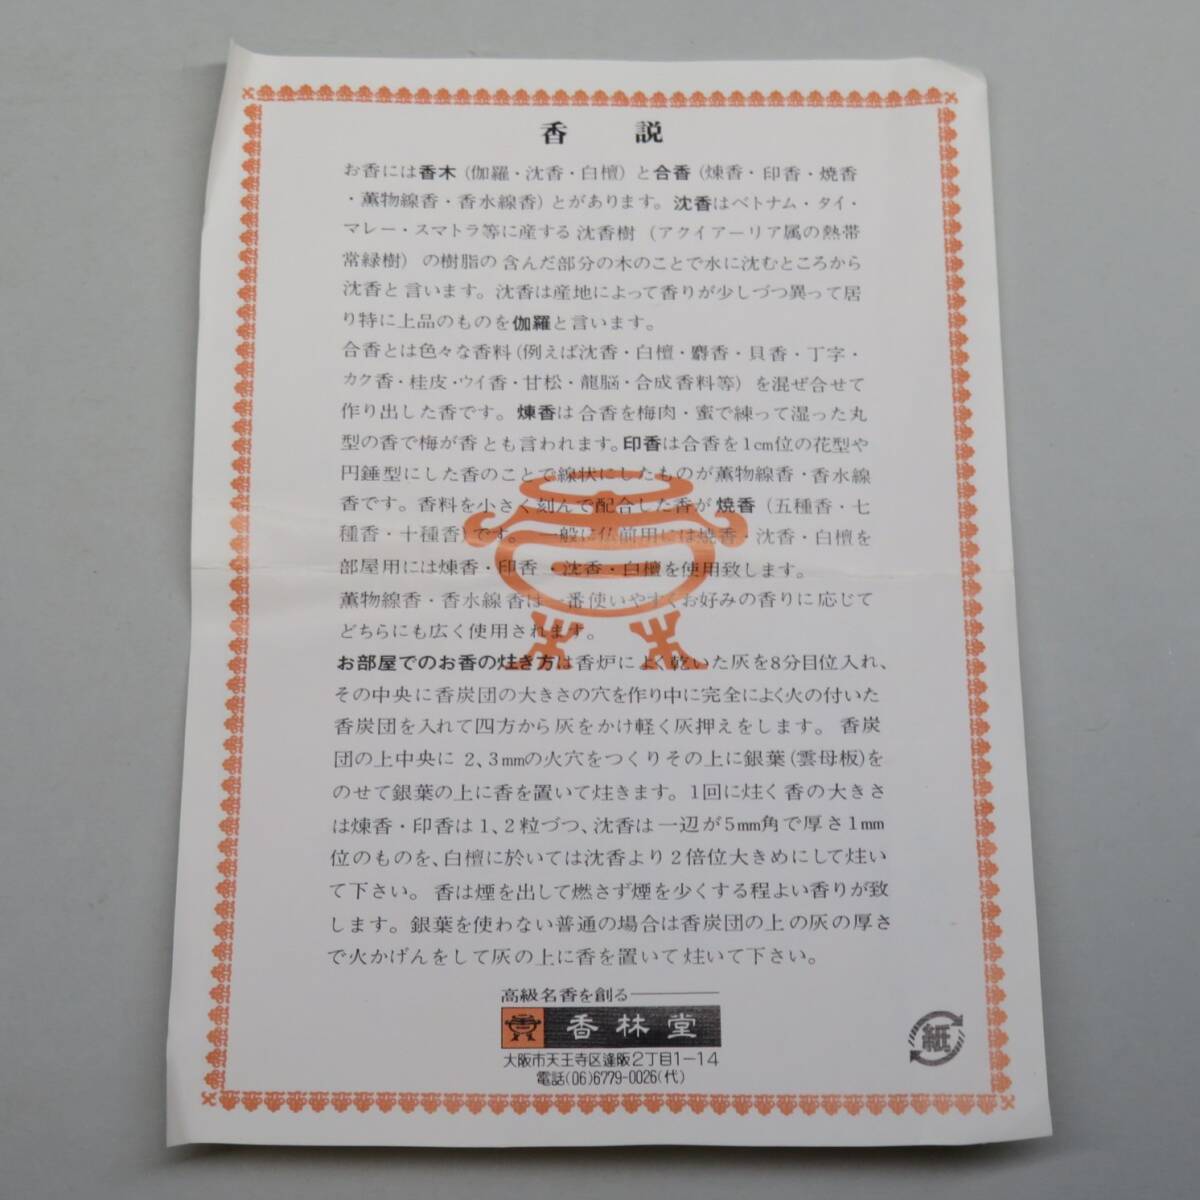 香説
お香には香木(伽羅・沈香・白檀)と合香(煉香・印香・焼香
・薫物線香・香水線香)とがあります。沈香はベトナム・タイ・
マレー・スマトラ等に産する沈香樹(アクイアーリア属の熱帯
常緑樹)の樹脂の含んだ部分の木のことで水に沈むところから
沈香と言います。沈香は産地によって香りが少しづつ異って居
り特に上品のものを伽羅と言います。
合香とは色々な香料(例えば沈香・白檀・麝香・貝香・丁字・
カク香・桂皮・ウイ香・甘松・龍脳・合成香料等)を混ぜ合せて
作り出した香です。煉香は合香を梅肉・蜜で練って湿った丸
型の香で梅が香とも言われます。印香は合香を1cm位の花型や
円錘型にした香のことで線状にしたものが薫物線香・香水線
香です。香料を小さく刻んで配合した香が焼香(五種香・七
種香・十種香)です。一般に仏前用には焼香・沈香・白檀を
部屋用には煉香・印香・沈香・白檀を使用致します。
薫物線香・香水線香は一番使いやすくお好みの香りに応じて
どちらにも広く使用されます。
お部屋でのお香の炷き方は香炉によく乾いた灰を8分目位入れ、
その中央に香炭団の大きさの穴を作り中に完全によく火の付いた
香炭団を入れて四方から灰をかけ軽く灰押えをします。香炭
団の上中央に2、3mmの火穴をつくりその上に銀葉(雲母板)を
のせて銀葉の上に香を置いて炷きます。1回に炷く香の大きさ
は煉香・印香は1、2粒づつ、沈香は一辺が5mm角で厚さ1mm
位のものを、白檀に於いては沈香より2倍位大きめにして炷い
て下さい。香は煙を出して燃さず煙を少くする程よい香りが致
します。銀葉を使わない普通の場合は香炭団の上の灰の厚さ
で火かげんをして灰の上に香を置いて炷いて下さい。
高級名香を創る
香林堂
大阪市天王寺区逢阪2丁目1-14
電話(06)6779-0026(代)
紙